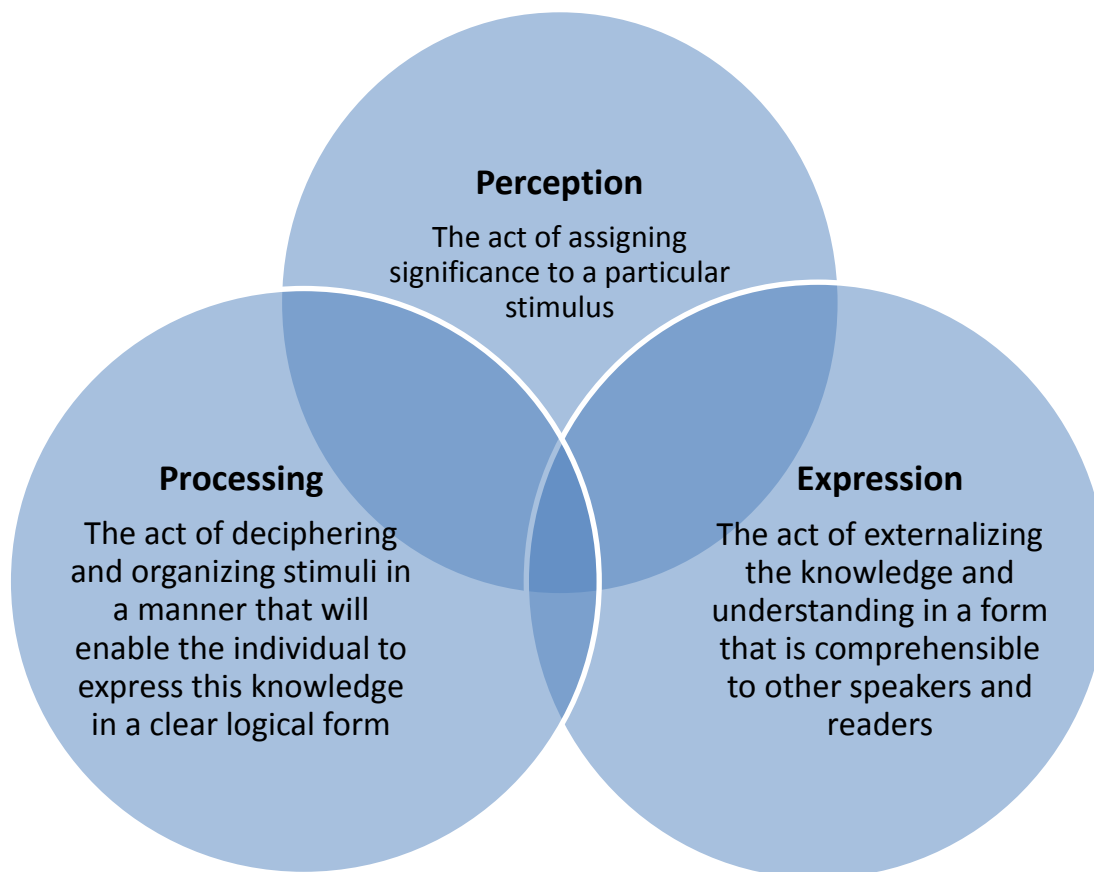 Perception
The act of assigning
significance to a particular
stimulus
Processing
The act of deciphering
and organizing stimuli in
a manner that will
enable the individual to
express this knowledge
in a clear logical form
Expression
The act of externalizing
the knowledge and
understanding in a form
that is comprehensible
to other speakers and
readers